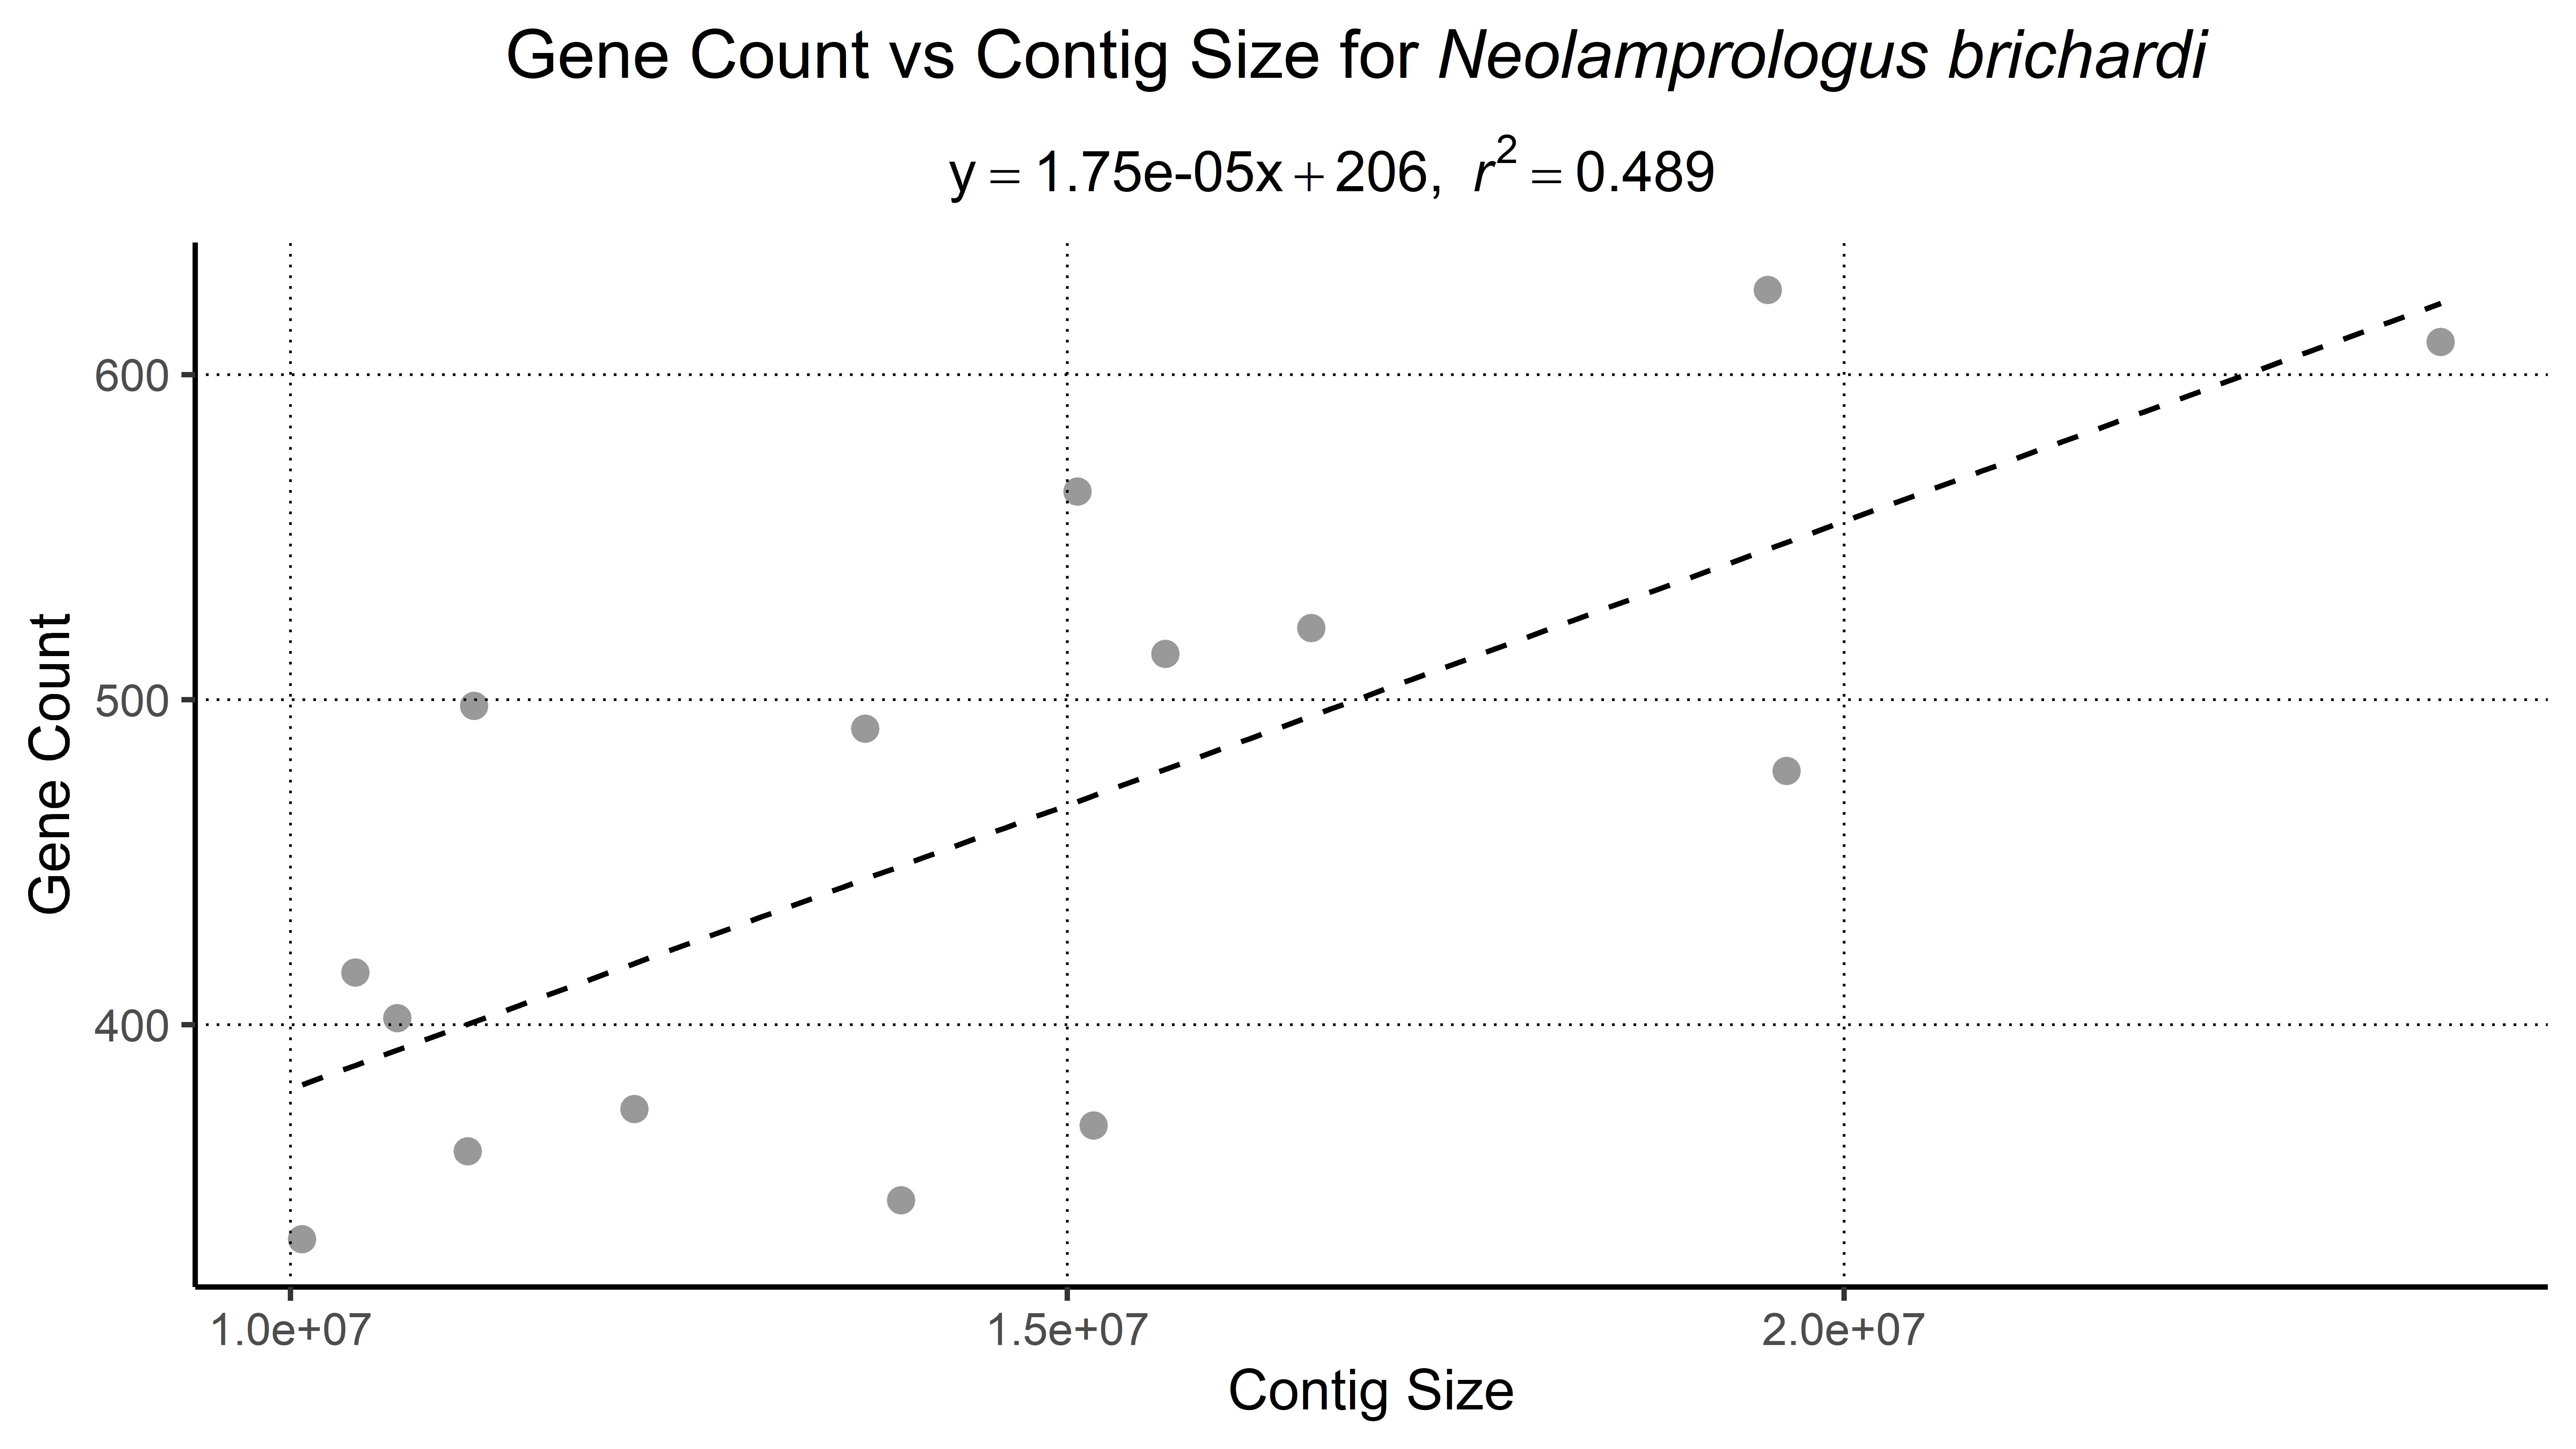 Gene Count vs Contig Size for Neolamprologus brichardi
y = 1.75e-05x + 206, r² = 0.489
Gene Count
600
500
400
1.0e+07 1.5e+07 2.0e+07
Contig Size